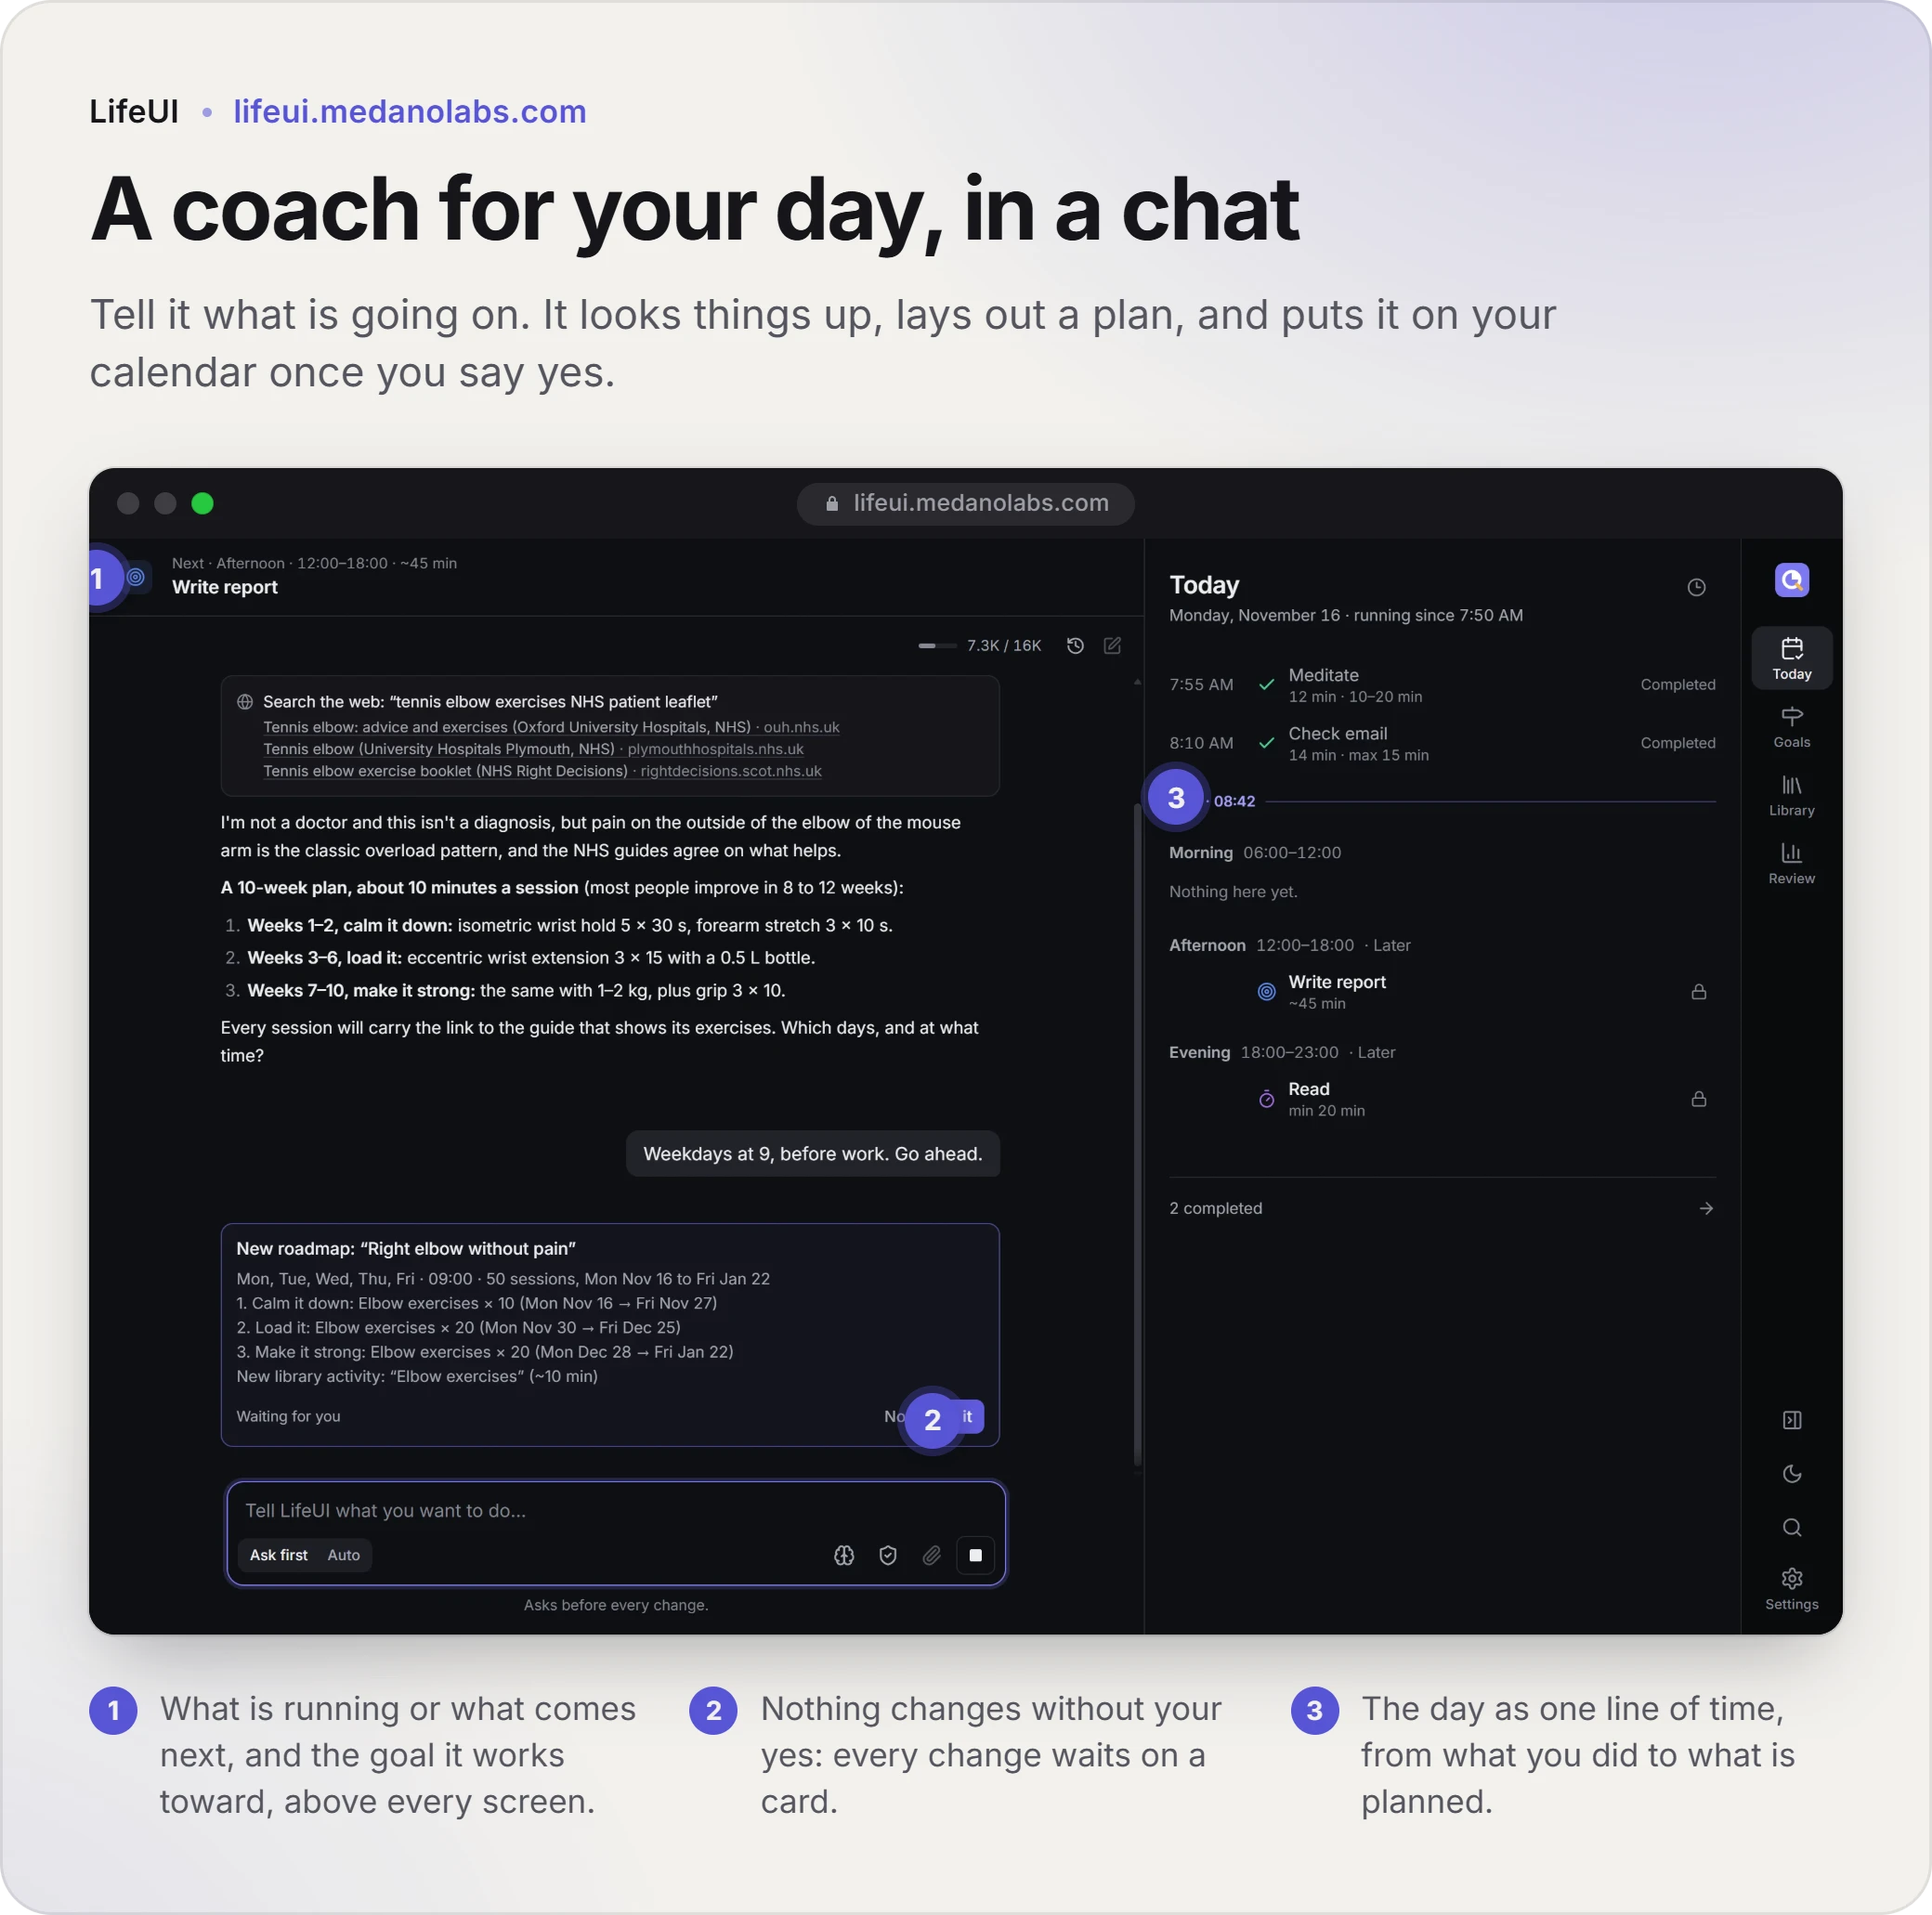 LifeUI • lifeui.medanolabs.com
A coach for your day, in a chat
Tell it what is going on. It looks things up, lays out a plan, and puts it on your
calendar once you say yes.
lifeui.medanolabs.com
1
Next · Afternoon · 12:00–18:00 · ~45 min
Write report
7.3K / 16K
Search the web: “tennis elbow exercises NHS patient leaflet”
Tennis elbow: advice and exercises (Oxford University Hospitals, NHS) · ouh.nhs.uk
Tennis elbow (University Hospitals Plymouth, NHS) · plymouthhospitals.nhs.uk
Tennis elbow exercise booklet (NHS Right Decisions) · rightdecisions.scot.nhs.uk
I'm not a doctor and this isn't a diagnosis, but pain on the outside of the elbow of the mouse
arm is the classic overload pattern, and the NHS guides agree on what helps.
A 10-week plan, about 10 minutes a session (most people improve in 8 to 12 weeks):
1. Weeks 1–2, calm it down: isometric wrist hold 5 × 30 s, forearm stretch 3 × 10 s.
2. Weeks 3–6, load it: eccentric wrist extension 3 × 15 with a 0.5 L bottle.
3. Weeks 7–10, make it strong: the same with 1–2 kg, plus grip 3 × 10.
Every session will carry the link to the guide that shows its exercises. Which days, and at what
time?
Weekdays at 9, before work. Go ahead.
New roadmap: “Right elbow without pain”
Mon, Tue, Wed, Thu, Fri · 09:00 · 50 sessions, Mon Nov 16 to Fri Jan 22
1. Calm it down: Elbow exercises × 10 (Mon Nov 16 → Fri Nov 27)
2. Load it: Elbow exercises × 20 (Mon Nov 30 → Fri Dec 25)
3. Make it strong: Elbow exercises × 20 (Mon Dec 28 → Fri Jan 22)
New library activity: “Elbow exercises” (~10 min)
Waiting for you
2 it
Tell LifeUI what you want to do...
Ask first Auto
Asks before every change.
Today
Monday, November 16 · running since 7:50 AM
7:55 AM Meditate Completed
12 min · 10–20 min
8:10 AM Check email Completed
14 min · max 15 min
3 · 08:42
Morning 06:00–12:00
Nothing here yet.
Afternoon 12:00–18:00 · Later
Write report
~45 min
Evening 18:00–23:00 · Later
Read
min 20 min
2 completed
Today
Goals
Library
Review
Settings
1 What is running or what comes
next, and the goal it works
toward, above every screen.
2 Nothing changes without your
yes: every change waits on a
card.
3 The day as one line of time,
from what you did to what is
planned.